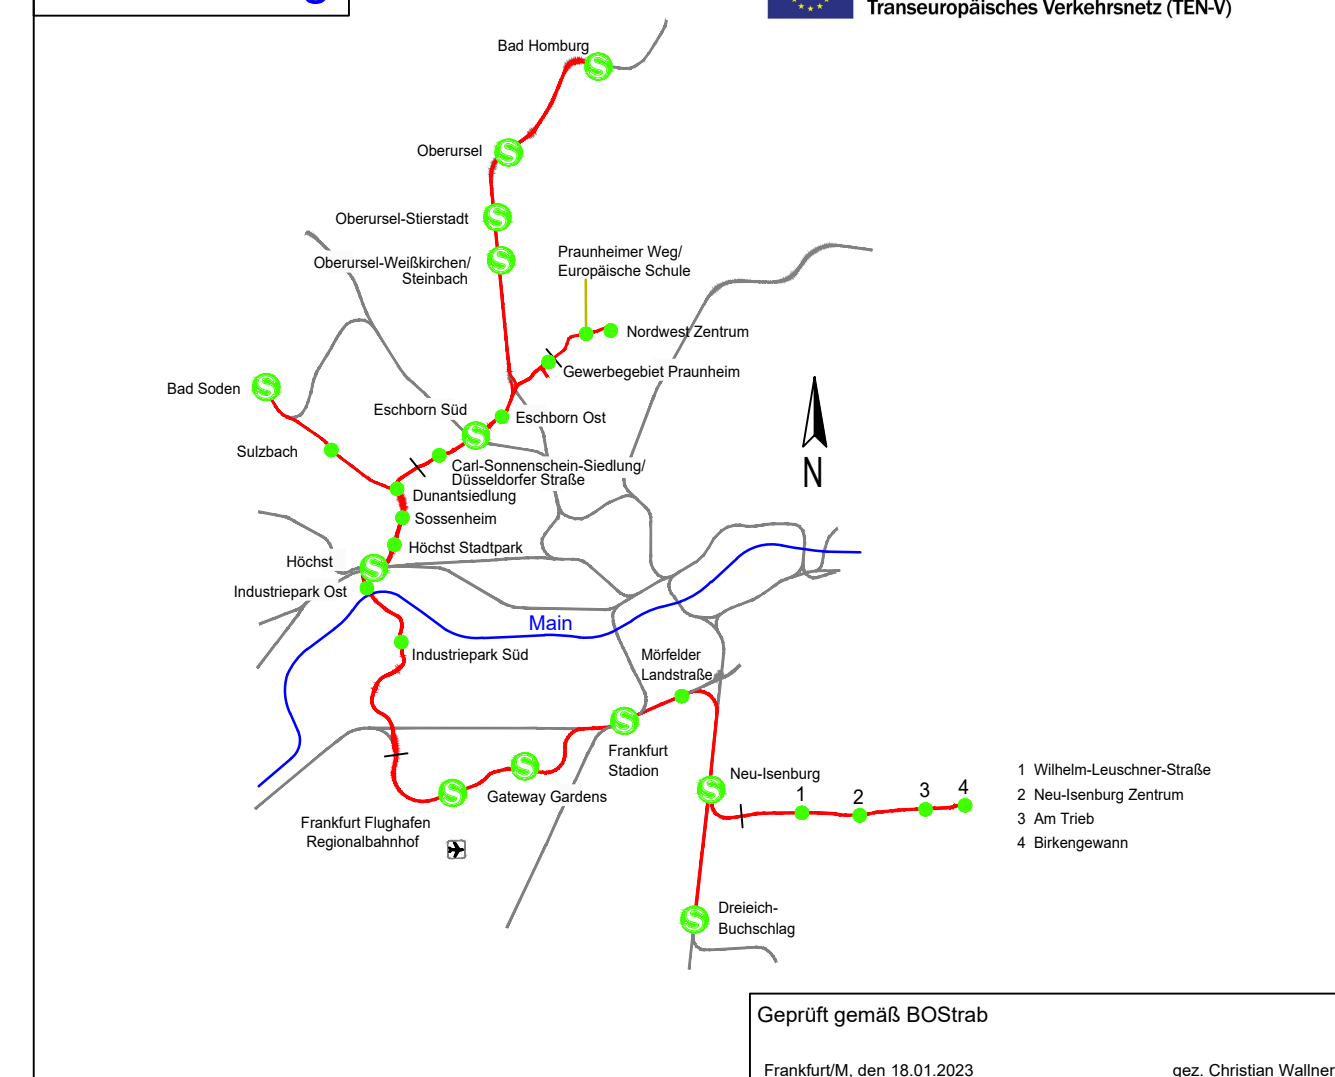 Transeuropäisches Verkehrsnetz (TEN-V)
Bad Homburg
Oberursel
Oberursel-Stierstadt
Oberursel-Weißkirchen/
Steinbach
Praunheimer Weg/
Europäische Schule
Nordwest Zentrum
Gewerbegebiet Praunheim
Bad Soden
Eschborn Süd
Eschborn Ost
Sulzbach
Carl-Sonnenschein-Siedlung/
Düsseldorfer Straße
Dunantsiedlung
Sossenheim
Höchst Stadtpark
Höchst
Industriepark Ost
N
Main
Industriepark Süd
Mörfelder
Landstraße
Frankfurt
Stadion
Neu-Isenburg
Gateway Gardens
Frankfurt Flughafen
Regionalbahnhof
1 2 3 4
1 Wilhelm-Leuschner-Straße
2 Neu-Isenburg Zentrum
3 Am Trieb
4 Birkengewann
Dreieich-
Buchschlag
Geprüft gemäß BOStrab
Frankfurt/M, den 18.01.2023 gez. Christian Wallner